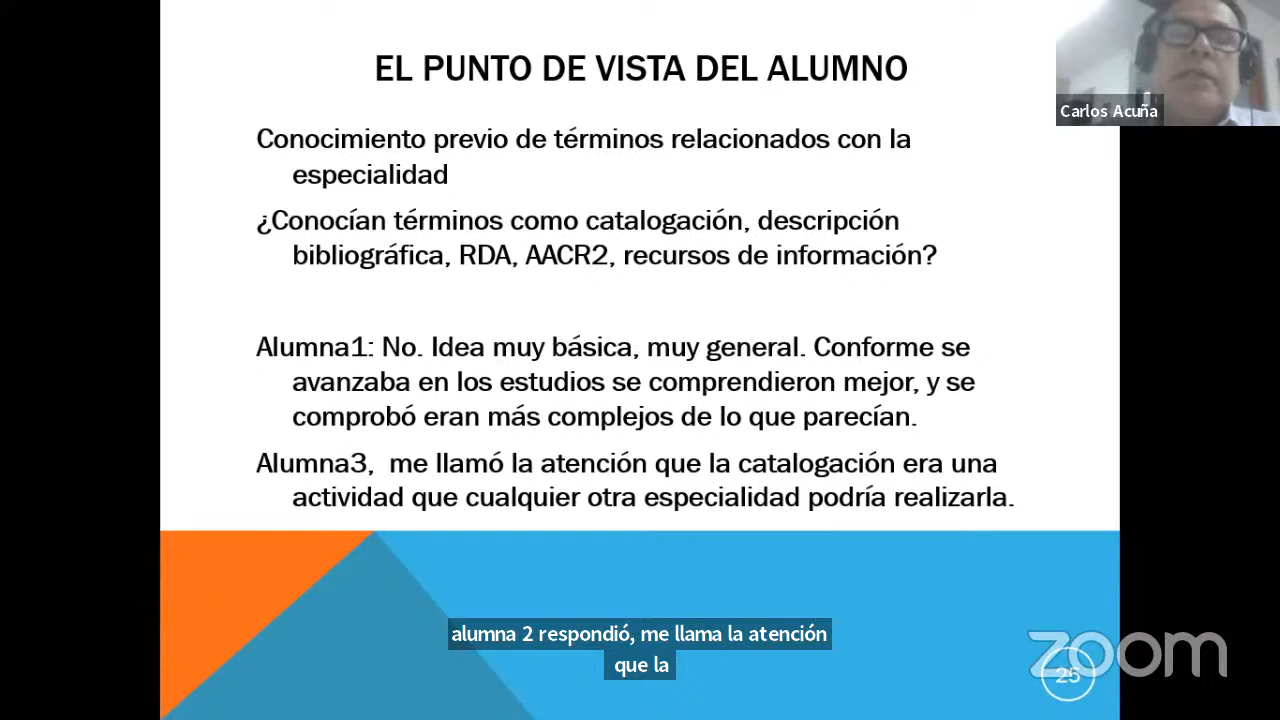 EL PUNTO DE VISTA DEL ALUMNO
Carlos Acuña
Conocimiento previo de términos relacionados con la
especialidad
¿Conocían términos como catalogación, descripción
bibliográfica, RDA, AACR2, recursos de información?
Alumna1: No. Idea muy básica, muy general. Conforme se
avanzaba en los estudios se comprendieron mejor, y se
comprobó eran más complejos de lo que parecían.
Alumna3, me llamó la atención que la catalogación era una
actividad que cualquier otra especialidad podría realizarla.
alumna 2 respondió, me llama la atención
que la
zoom
25